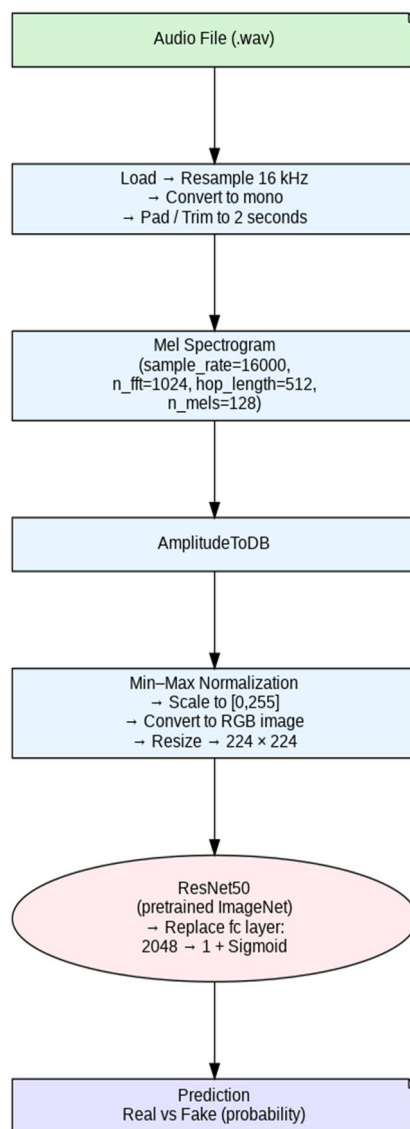 Audio File (.wav)
Load → Resample 16 kHz
→ Convert to mono
→ Pad / Trim to 2 seconds
Mel Spectrogram
(sample_rate=16000,
n_fft=1024, hop_length=512,
n_mels=128)
AmplitudeToDB
Min–Max Normalization
→ Scale to [0,255]
→ Convert to RGB image
→ Resize → 224 × 224
ResNet50
(pretrained ImageNet)
→ Replace fc layer:
2048 → 1 + Sigmoid
Prediction
Real vs Fake (probability)